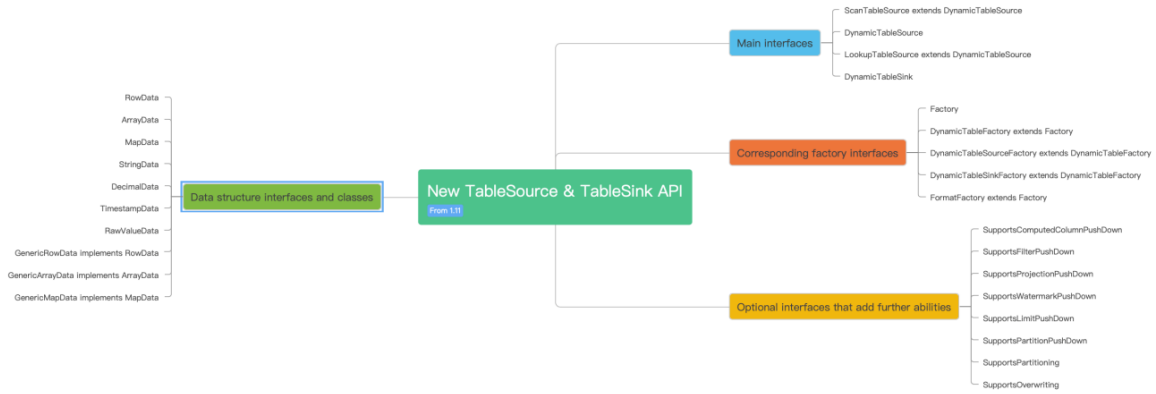 New TableSource & TableSink API
From 1.11
Main interfaces
ScanTableSource extends DynamicTableSource
DynamicTableSource
LookupTableSource extends DynamicTableSource
DynamicTableSink
Corresponding factory interfaces
Factory
DynamicTableFactory extends Factory
DynamicTableSourceFactory extends DynamicTableFactory
DynamicTableSinkFactory extends DynamicTableFactory
FormatFactory extends Factory
Optional interfaces that add further abilities
SupportsComputedColumnPushDown
SupportsFilterPushDown
SupportsProjectionPushDown
SupportsWatermarkPushDown
SupportsLimitPushDown
SupportsPartitionPushDown
SupportsPartitioning
SupportsOverwriting
Data structure interfaces and classes
RowData
ArrayData
MapData
StringData
DecimalData
TimestampData
RawValueData
GenericRowData implements RowData
GenericArrayData implements ArrayData
GenericMapData implements MapData